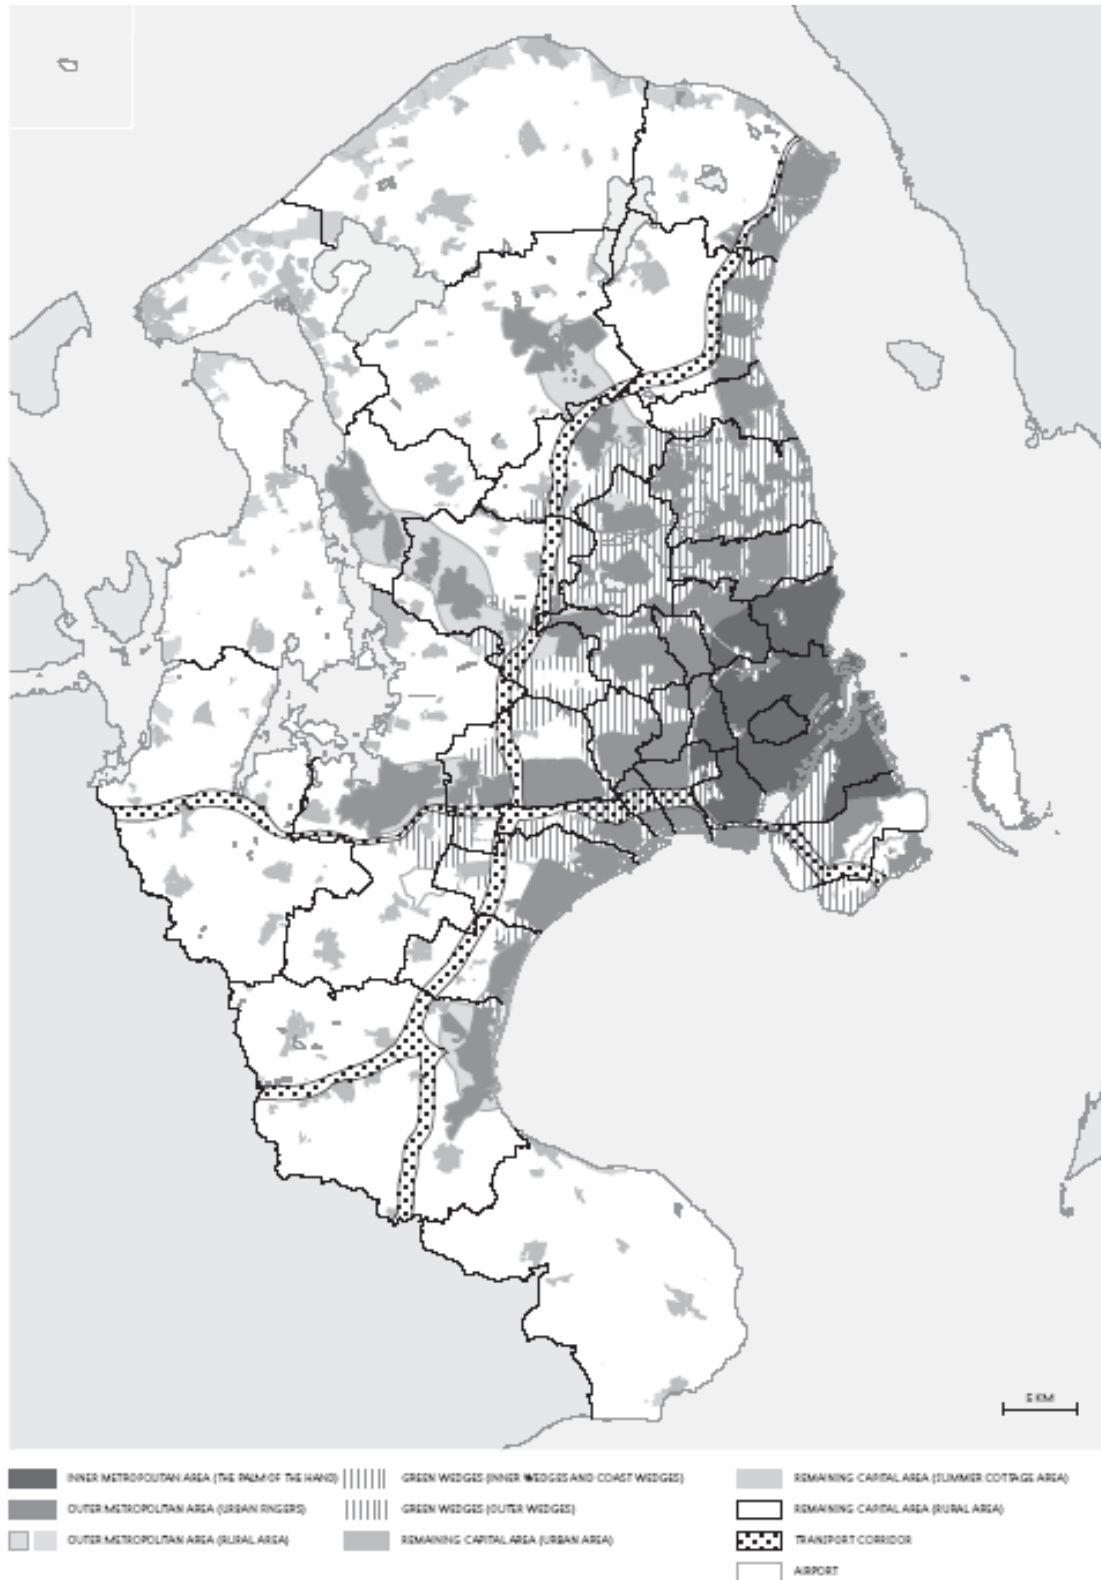 5 KM
INNER METROPOLITAN AREA (THE PALM OF THE HAND)
OUTER METROPOLITAN AREA (URBAN FINGERS)
OUTER METROPOLITAN AREA (RURAL AREA)
GREEN WEDGES (INNER WEDGES AND COAST WEDGES)
GREEN WEDGES (OUTER WEDGES)
REMAINING CAPITAL AREA (URBAN AREA)
REMAINING CAPITAL AREA (SUMMER COTTAGE AREA)
REMAINING CAPITAL AREA (RURAL AREA)
TRANSPORT CORRIDOR
AIRPORT